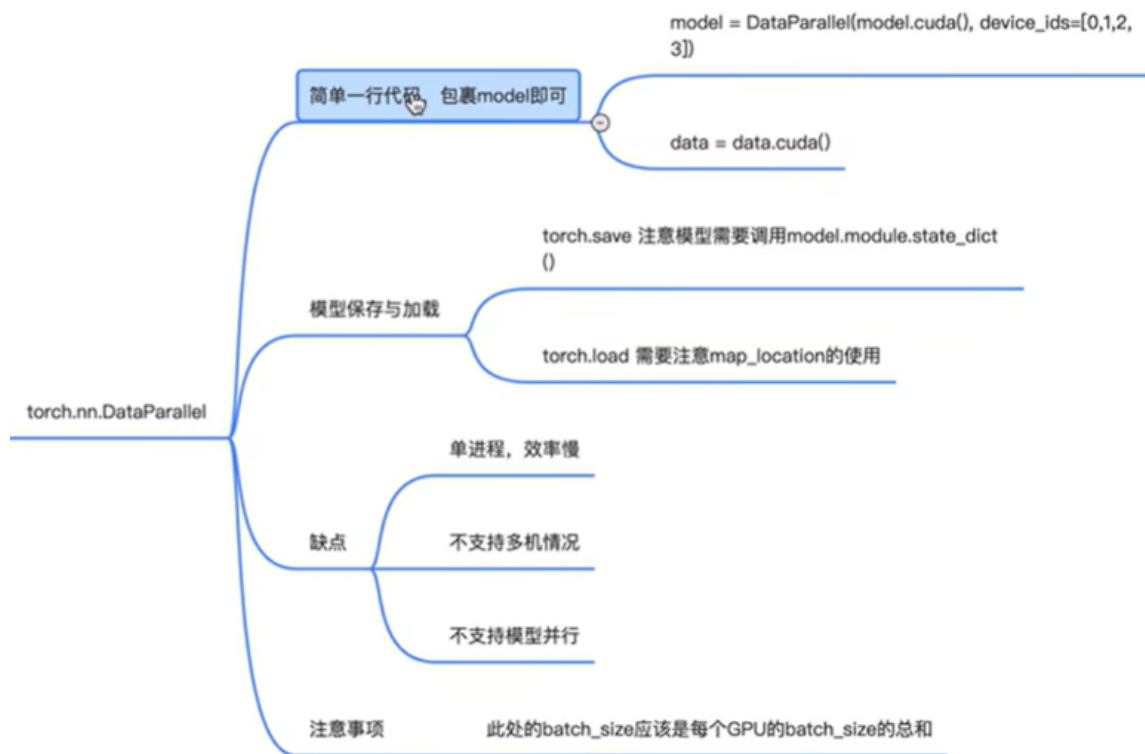 model = DataParallel(model.cuda(), device_ids=[0,1,2,
3])
简单一行代码， 包裹model即可
data = data.cuda()
torch.save 注意模型需要调用model.module.state_dict
()
模型保存与加载
torch.load 需要注意map_location的使用
torch.nn.DataParallel
单进程，效率慢
缺点
不支持多机情况
不支持模型并行
注意事项
此处的batch_size应该是每个GPU的batch_size的总和